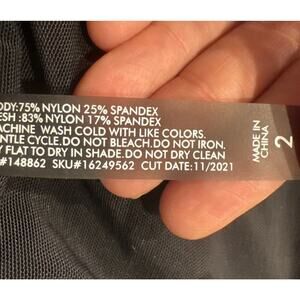 ODY:75% NYLON 25% SPANDEX
ESH :83% NYLON 17% SPANDEX
ACHINE WASH COLD WITH LIKE COLORS.
NTLE CYCLE.DO NOT BLEACH.DO NOT IRON.
Y FLAT TO DRY IN SHADE.DO NOT DRY CLEAN
#148862 SKU#16249562 CUT DATE:11/2021
MADE IN
CHINA
2